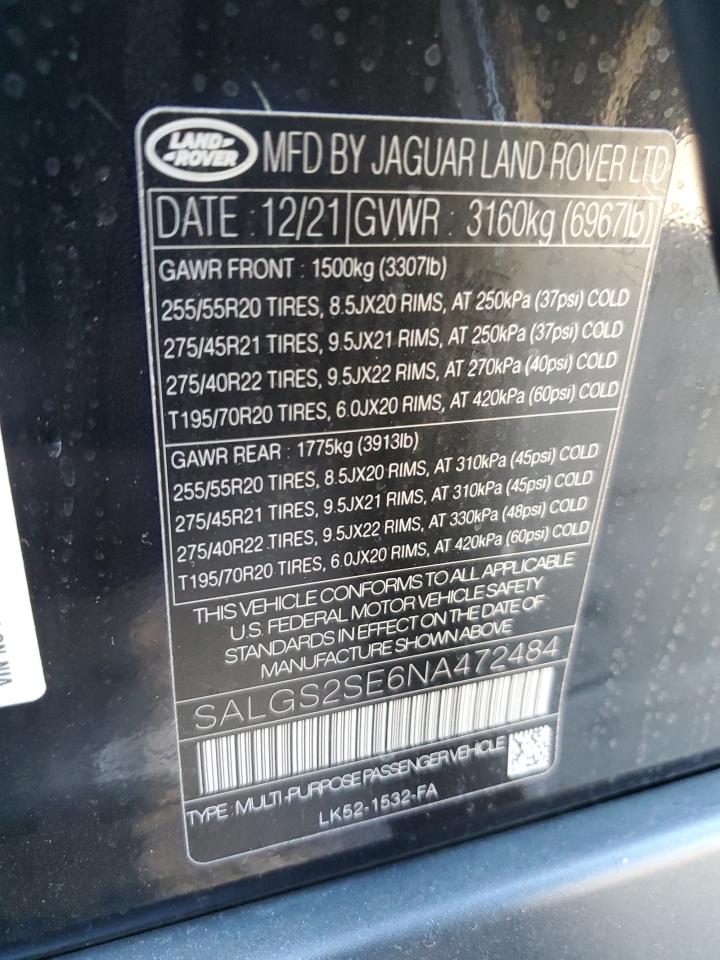 LAND-
-ROVER
MFD BY JAGUAR LAND ROVER LTD
DATE : 12/21 GVWR : 3160kg (6967lb)
GAWR FRONT : 1500kg (3307lb)
255/55R20 TIRES, 8.5JX20 RIMS, AT 250kPa (37psi) COLD
275/45R21 TIRES, 9.5JX21 RIMS, AT 250kPa (37psi) COLD
275/40R22 TIRES, 9.5JX22 RIMS, AT 270kPa (40psi) COLD
T195/70R20 TIRES, 6.0JX20 RIMS, AT 420kPa (60psi) COLD
GAWR REAR : 1775kg (3913lb)
255/55R20 TIRES, 8.5JX20 RIMS, AT 310kPa (45psi) COLD
275/45R21 TIRES, 9.5JX21 RIMS, AT 310kPa (45psi) COLD
275/40R22 TIRES, 9.5JX22 RIMS, AT 330kPa (48psi) COLD
T195/70R20 TIRES, 6.0JX20 RIMS, AT 420kPa (60psi) COLD
THIS VEHICLE CONFORMS TO ALL APPLICABLE
U.S. FEDERAL MOTOR VEHICLE SAFETY
STANDARDS IN EFFECT ON THE DATE OF
MANUFACTURE SHOWN ABOVE
SALGS2SE6NA472484
TYPE: MULTI-PURPOSE PASSENGER VEHICLE
LK52-1532-FA
VIN NO